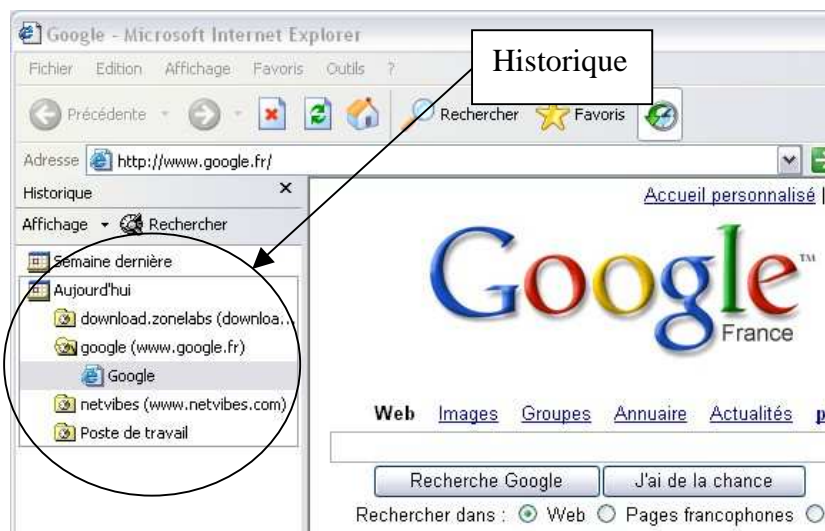 Google - Microsoft Internet Explorer
Historique
Fichier Edition Affichage Favoris Outils ?
Précédente Rechercher Favoris
Adresse http://www.google.fr/
Historique x
Affichage Rechercher
Semaine dernière
Aujourd'hui
download.zonelabs (downloa...
google (www.google.fr)
Google
netvibes (www.netvibes.com)
Poste de travail
Accueil personnalisé |
Google TM
France
Web Images Groupes Annuaire Actualités
Recherche Google J'ai de la chance
Rechercher dans : Web Pages francophones